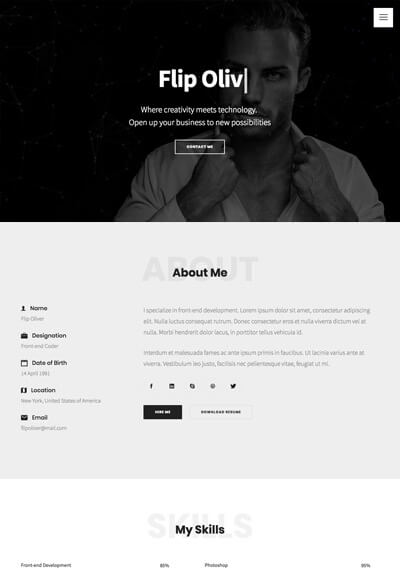 Flip Oliv
Where creativity meets technology.
Open up your business to new possibilities
CONTACT ME
ABOUT
About Me
Name
Flip Oliver
Designation
Front-end Coder
Date of Birth
14 April 1981
Location
New York, United States of America
Email
flipoliver@mail.com
I specialize in front-end development. Lorem ipsum dolor sit amet, consectetur adipiscing
elit. Nulla luctus consequat rutrum. Donec consectetur eros et nulla viverra dictum vel at
nulla. Morbi hendrerit dolor lacus, in porttitor tellus vehicula id.
Interdum et malesuada fames ac ante ipsum primis in faucibus. Ut lacinia varius ante at
viverra. Vestibulum leo justo, facilisis nec pellentesque vitae, feugiat ut mi.
HIRE ME
DOWNLOAD RESUME
SKILLS
My Skills
Front-end Development 85%
Photoshop 95%